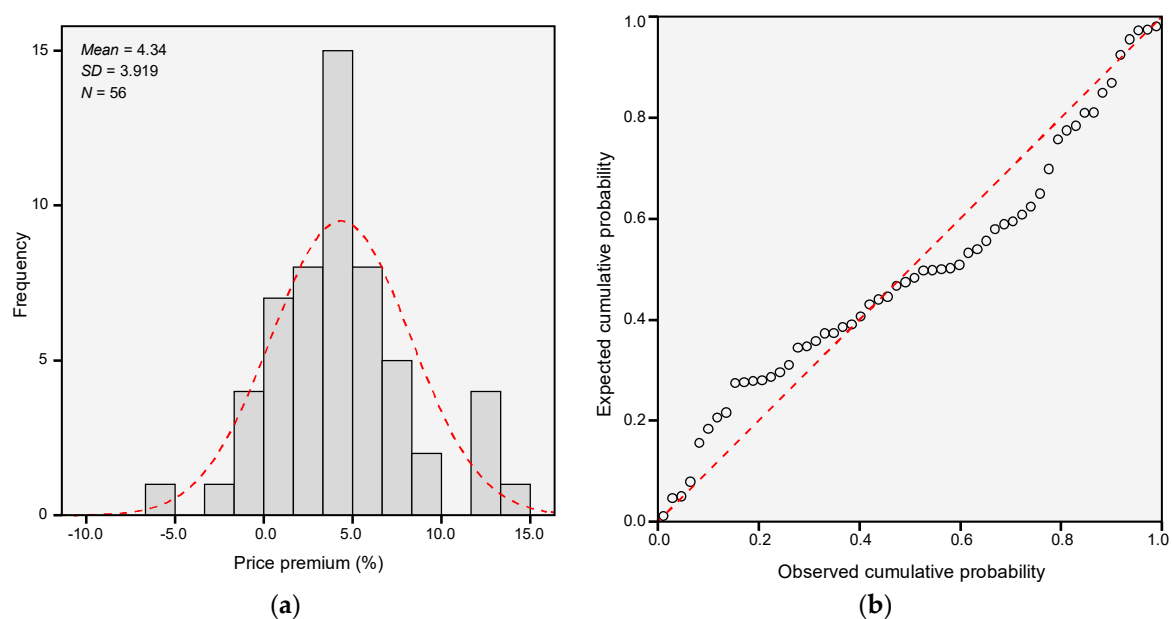 Mean = 4.34
SD = 3.919
N = 56
15
10
5
0
Frequency
-10.0 -5.0 0.0 5.0 10.0 15.0
Price premium (%)
(a)
1.0
0.8
0.6
0.4
0.2
0.0
Expected cumulative probability
0.0 0.2 0.4 0.6 0.8 1.0
Observed cumulative probability
(b)